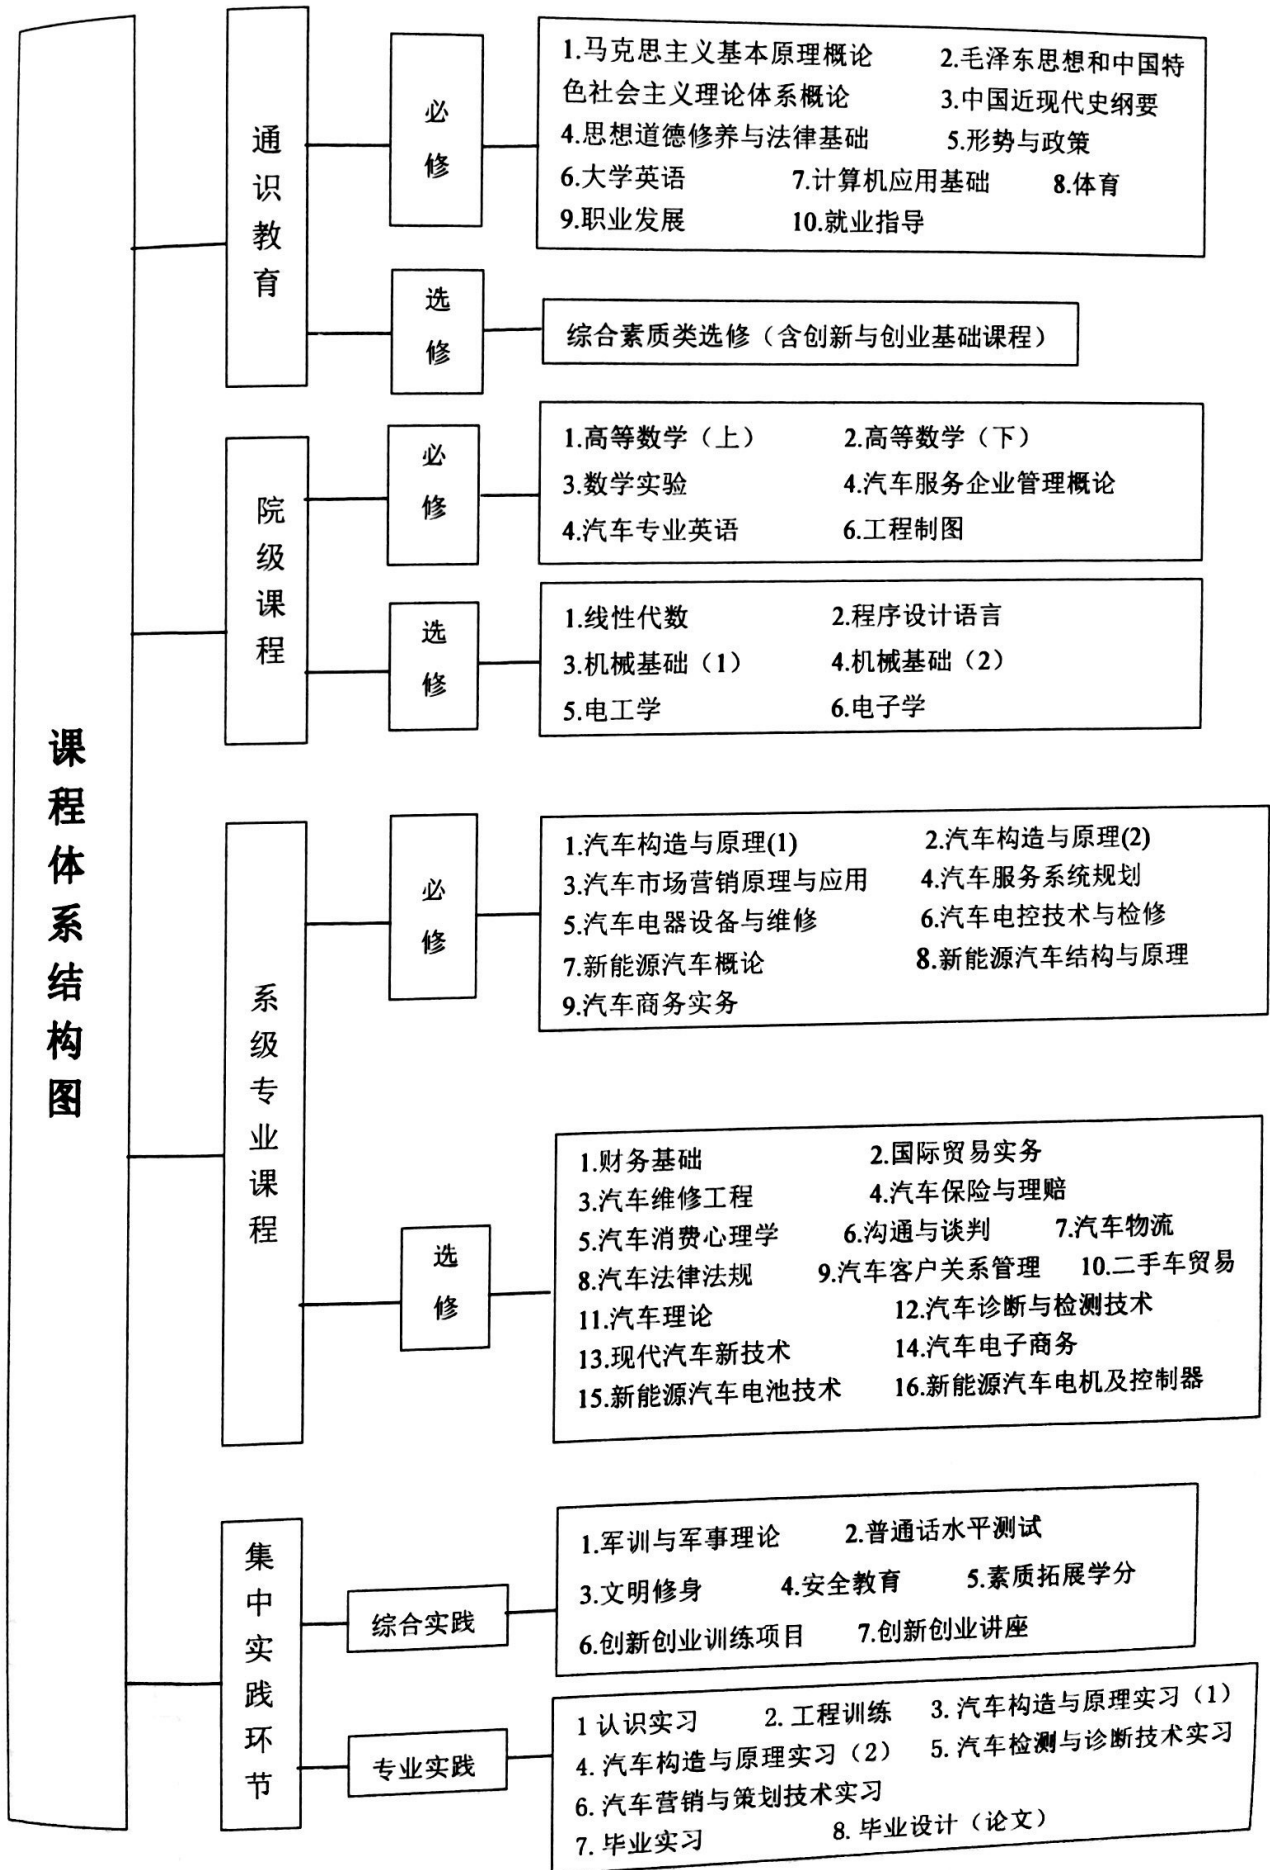 课程体系结构图
通识教育
必修
1.马克思主义基本原理概论 2.毛泽东思想和中国特
色社会主义理论体系概论 3.中国近现代史纲要
4.思想道德修养与法律基础 5.形势与政策
6.大学英语 7.计算机应用基础 8.体育
9.职业发展 10.就业指导
选修
综合素质类选修（含创新与创业基础课程）
院级课程
必修
1.高等数学（上） 2.高等数学（下）
3.数学实验 4.汽车服务企业管理概论
4.汽车专业英语 6.工程制图
选修
1.线性代数 2.程序设计语言
3.机械基础（1） 4.机械基础（2）
5.电工学 6.电子学
系级专业课程
必修
1.汽车构造与原理(1) 2.汽车构造与原理(2)
3.汽车市场营销原理与应用 4.汽车服务系统规划
5.汽车电器设备与维修 6.汽车电控技术与检修
7.新能源汽车概论 8.新能源汽车结构与原理
9.汽车商务实务
选修
1.财务基础 2.国际贸易实务
3.汽车维修工程 4.汽车保险与理赔
5.汽车消费心理学 6.沟通与谈判 7.汽车物流
8.汽车法律法规 9.汽车客户关系管理 10.二手车贸易
11.汽车理论 12.汽车诊断与检测技术
13.现代汽车新技术 14.汽车电子商务
15.新能源汽车电池技术 16.新能源汽车电机及控制器
集中实践环节
综合实践
1.军训与军事理论 2.普通话水平测试
3.文明修身 4.安全教育 5.素质拓展学分
6.创新创业训练项目 7.创新创业讲座
专业实践
1 认识实习 2. 工程训练 3. 汽车构造与原理实习（1）
4. 汽车构造与原理实习（2） 5. 汽车检测与诊断技术实习
6. 汽车营销与策划技术实习
7. 毕业实习 8. 毕业设计（论文）